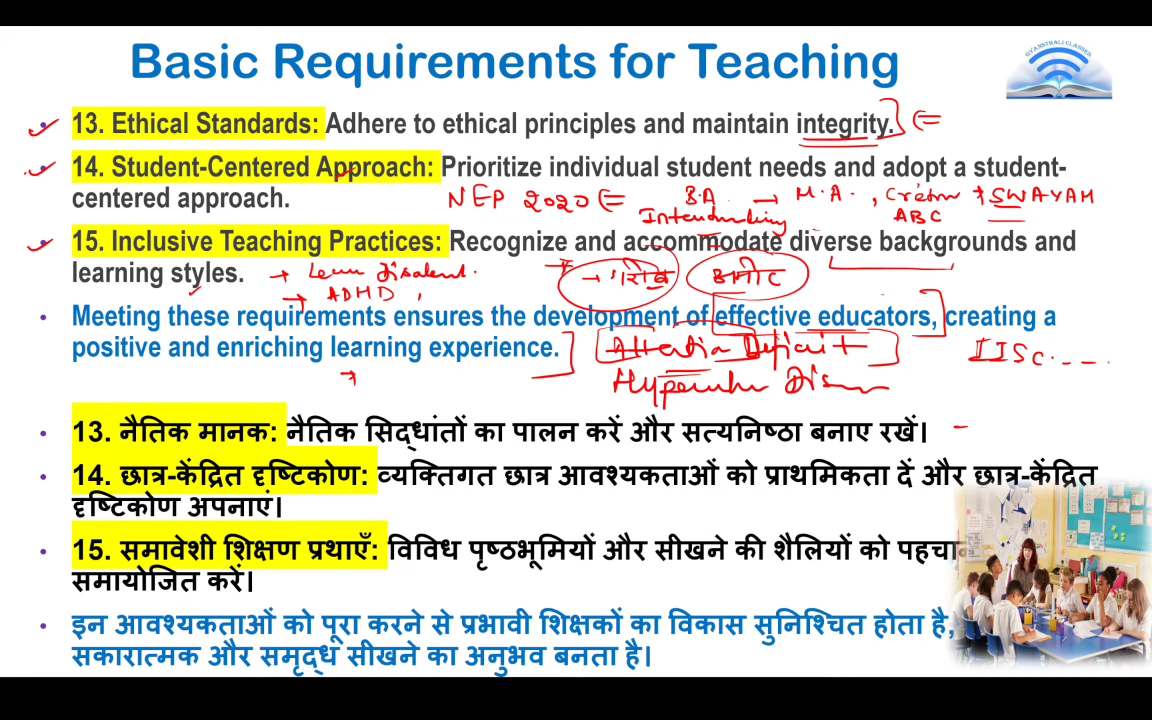 Basic Requirements for Teaching
GYANSTHALI CLASSES
• 13. Ethical Standards: Adhere to ethical principles and maintain integrity.
• 14. Student-Centered Approach: Prioritize individual student needs and adopt a student-
centered approach.
NEP 2020 B.A → M.A., SWAYAM
ABC
• 15. Inclusive Teaching Practices: Recognize and accommodate diverse backgrounds and
learning styles.
→ गरीब अमीर
→ ADHD,
• Meeting these requirements ensures the development of effective educators, creating a
positive and enriching learning experience.
Deficit
IISc. - - - .
• 13. नैतिक मानक: नैतिक सिद्धांतों का पालन करें और सत्यनिष्ठा बनाए रखें।
• 14. छात्र-केंद्रित दृष्टिकोण: व्यक्तिगत छात्र आवश्यकताओं को प्राथमिकता दें और छात्र-केंद्रित
दृष्टिकोण अपनाएं।
• 15. समावेशी शिक्षण प्रथाएँ: विविध पृष्ठभूमियों और सीखने की शैलियों को
समायोजित करें।
• इन आवश्यकताओं को पूरा करने से प्रभावी शिक्षकों का विकास सुनिश्चित होता है,
सकारात्मक और समृद्ध सीखने का अनुभव बनता है।